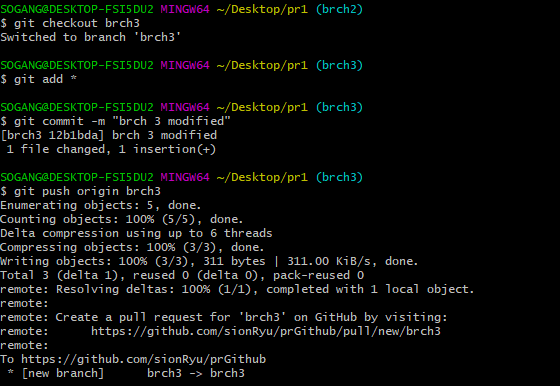 SOGANG@DESKTOP-FSI5DU2 MINGW64 ~/Desktop/pr1 (brch2)
$ git checkout brch3
Switched to branch 'brch3'
SOGANG@DESKTOP-FSI5DU2 MINGW64 ~/Desktop/pr1 (brch3)
$ git add *
SOGANG@DESKTOP-FSI5DU2 MINGW64 ~/Desktop/pr1 (brch3)
$ git commit -m "brch 3 modified"
[brch3 12b1bda] brch 3 modified
 1 file changed, 1 insertion(+)
SOGANG@DESKTOP-FSI5DU2 MINGW64 ~/Desktop/pr1 (brch3)
$ git push origin brch3
Enumerating objects: 5, done.
Counting objects: 100% (5/5), done.
Delta compression using up to 6 threads
Compressing objects: 100% (3/3), done.
Writing objects: 100% (3/3), 311 bytes | 311.00 KiB/s, done.
Total 3 (delta 1), reused 0 (delta 0), pack-reused 0
remote: Resolving deltas: 100% (1/1), completed with 1 local object.
remote:
remote: Create a pull request for 'brch3' on GitHub by visiting:
remote:      https://github.com/sionRyu/prGithub/pull/new/brch3
remote:
To https://github.com/sionRyu/prGithub
 * [new branch]      brch3 -> brch3